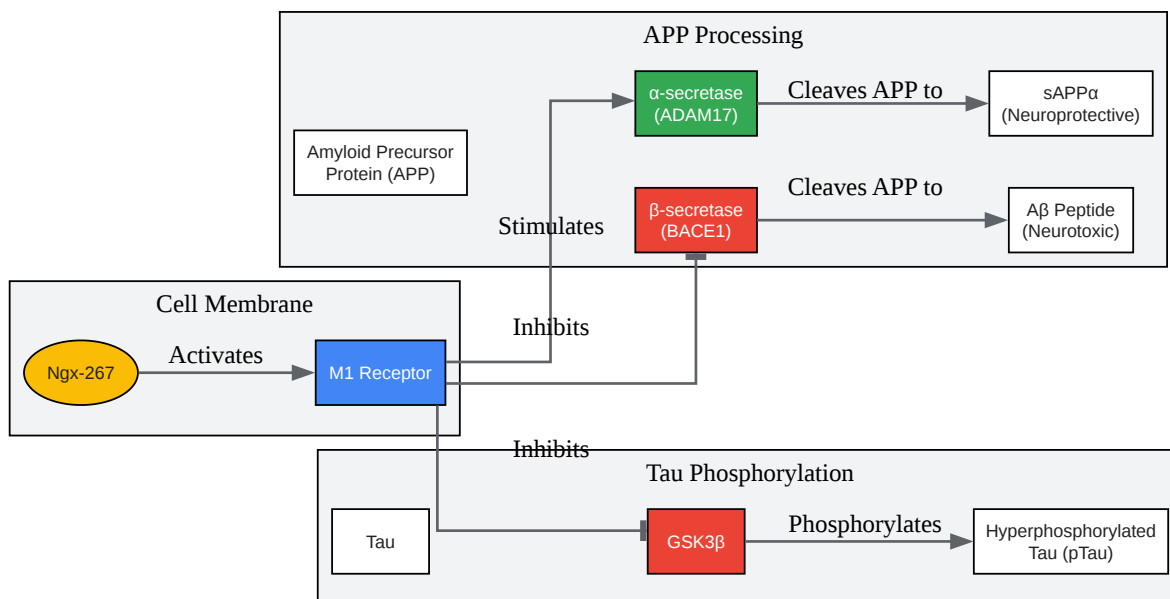 APP Processing
α-secretase
(ADAM17)
Cleaves APP to
sAPPα
(Neuroprotective)
Amyloid Precursor
Protein (APP)
Stimulates
β-secretase
(BACE1)
Cleaves APP to
Aβ Peptide
(Neurotoxic)
Cell Membrane
Ngx-267
Activates
M1 Receptor
Inhibits
Inhibits
Tau Phosphorylation
Tau
GSK3β
Phosphorylates
Hyperphosphorylated
Tau (pTau)